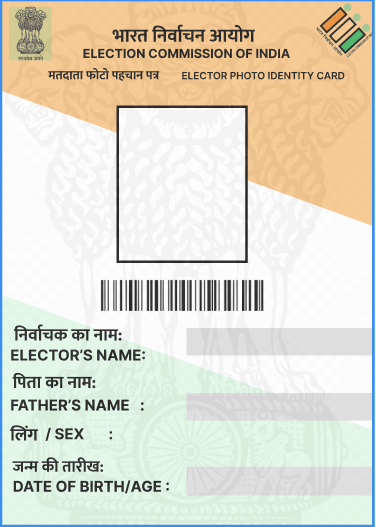 सत्यमेव जयते
भारत निर्वाचन आयोग
ELECTION COMMISSION OF INDIA
मतदाता फोटो पहचान पत्र ELECTOR PHOTO IDENTITY CARD
निर्वाचक का नाम:
ELECTOR'S NAME:
पिता का नाम:
FATHER'S NAME :
लिंग / SEX :
जन्म की तारीख:
DATE OF BIRTH/AGE :